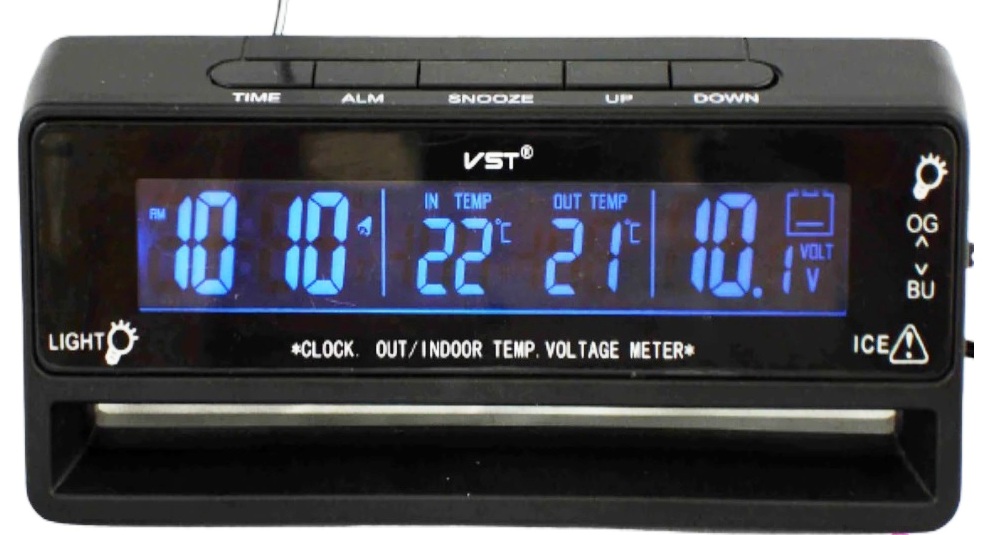 TIME ALM SNOOZE UP DOWN
VST®
IN TEMP OUT TEMP
10 10 22°C 21°C 10.1 VOLT V
OG
BU
LIGHT
*CLOCK. OUT/INDOOR TEMP. VOLTAGE METER*
ICE